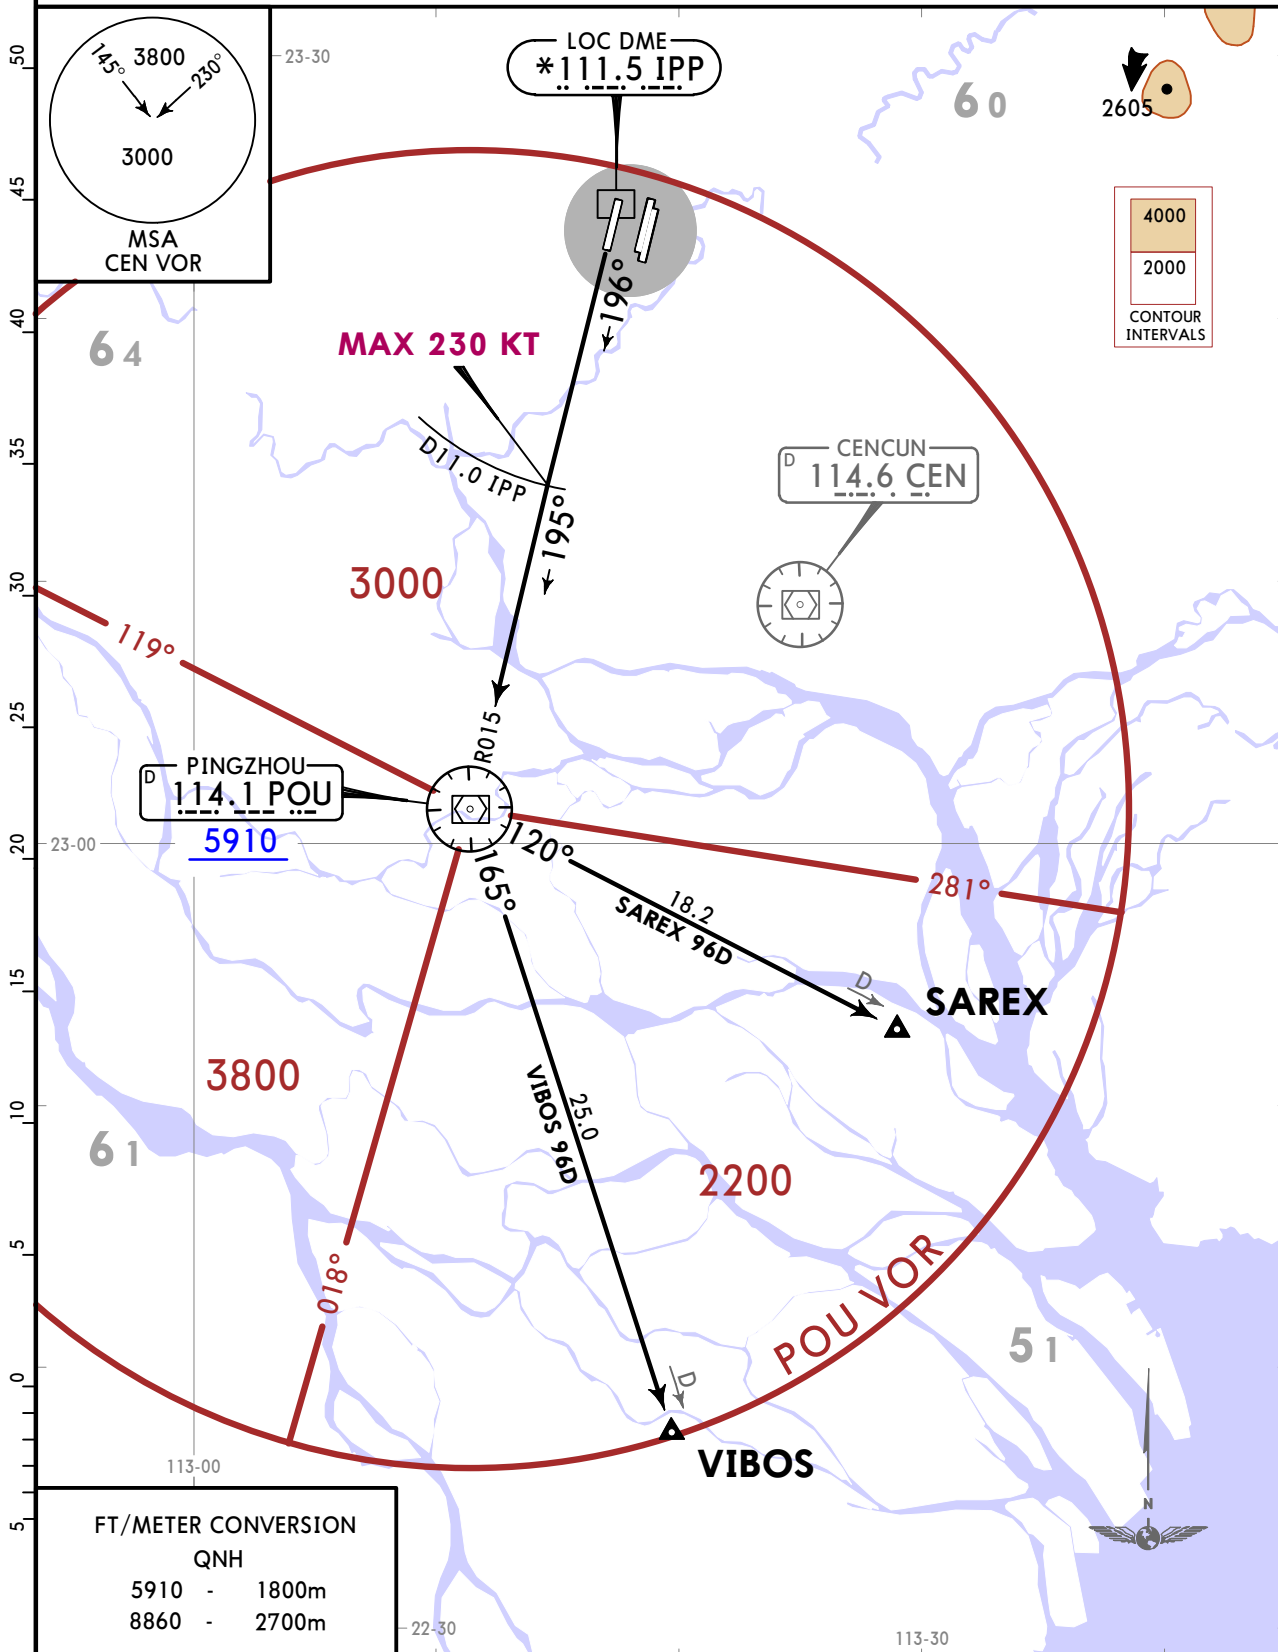 145°
3800
230°
3000
MSA
CEN VOR
23-30
LOC DME
*111.5 IPP
60
2605
4000
2000
CONTOUR
INTERVALS
50
45
40
35
30
25
20
15
10
5
0
5
64
196°
MAX 230 KT
D11.0 IPP
195°
D
CENCUN
114.6 CEN
3000
119°
R015
D
PINGZHOU
114.1 POU
5910
23-00
120°
165°
281°
18.2
SAREX 96D
D
SAREX
3800
25.0
VIBOS 96D
61
2200
018°
POU VOR
51
D
VIBOS
113-00
N
FT/METER CONVERSION
QNH
5910 - 1800m
8860 - 2700m
22-30
113-30